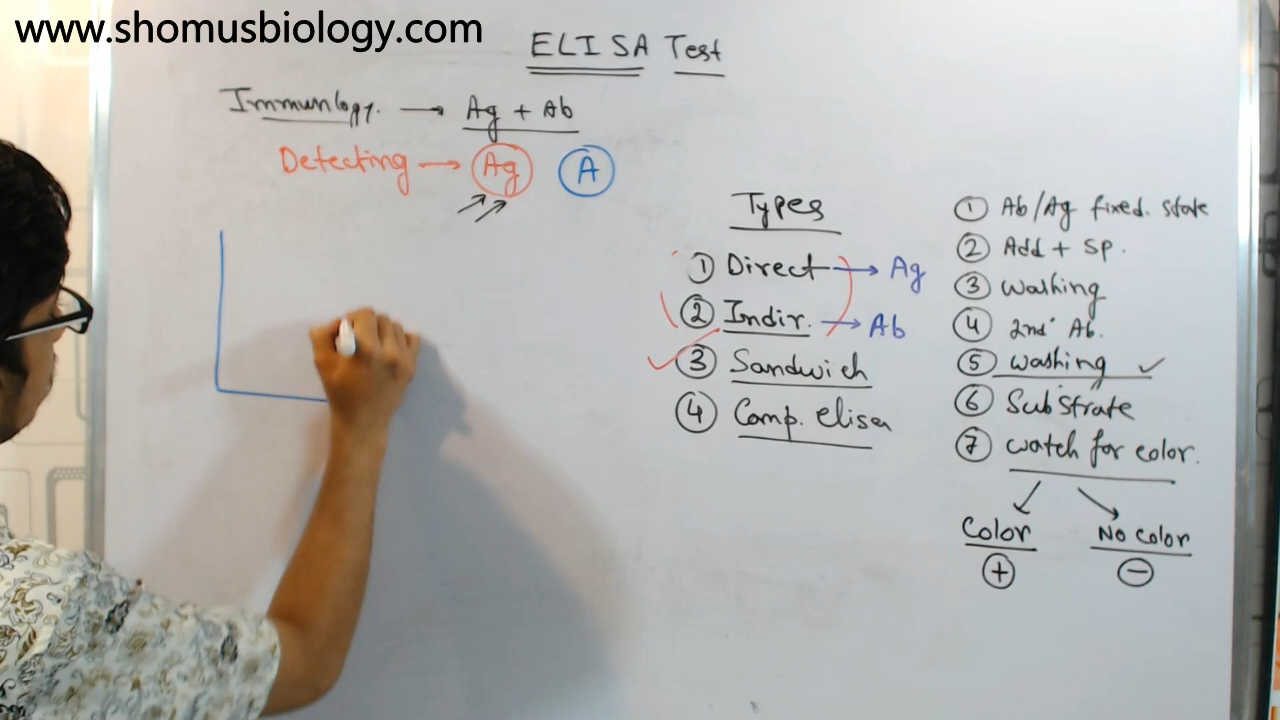 www.shomusbiology.com
ELISA Test
Immunlogy. → Ag + Ab
Detecting → Ag A
Types
① Direct → Ag
② Indir. → Ab
③ Sandwich
④ Comp. elisa
① Ab/Ag fixed. state
② Add + Sp.
③ Washing
④ 2nd Ab.
⑤ Washing ✓
⑥ Substrate
⑦ Watch for color.
Color No color
+ −